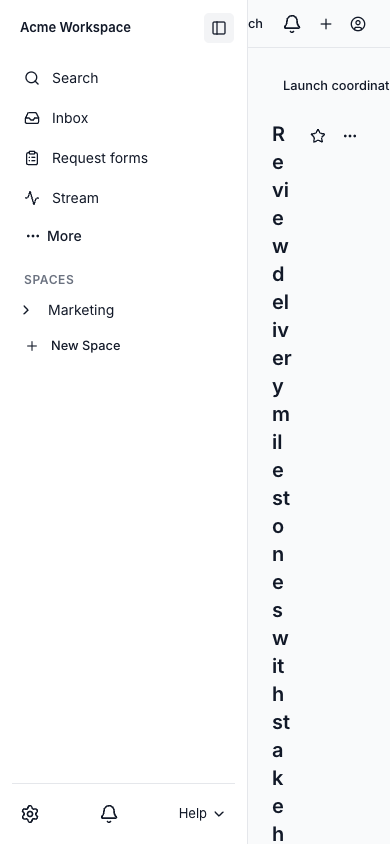 Acme Workspace
Search
Inbox
Request forms
Stream
More
SPACES
Marketing
New Space
Help
ch
Launch coordinat
R
e
vi
e
w
d
el
iv
er
y
m
il
e
st
o
n
e
s
w
it
h
st
a
k
e
h